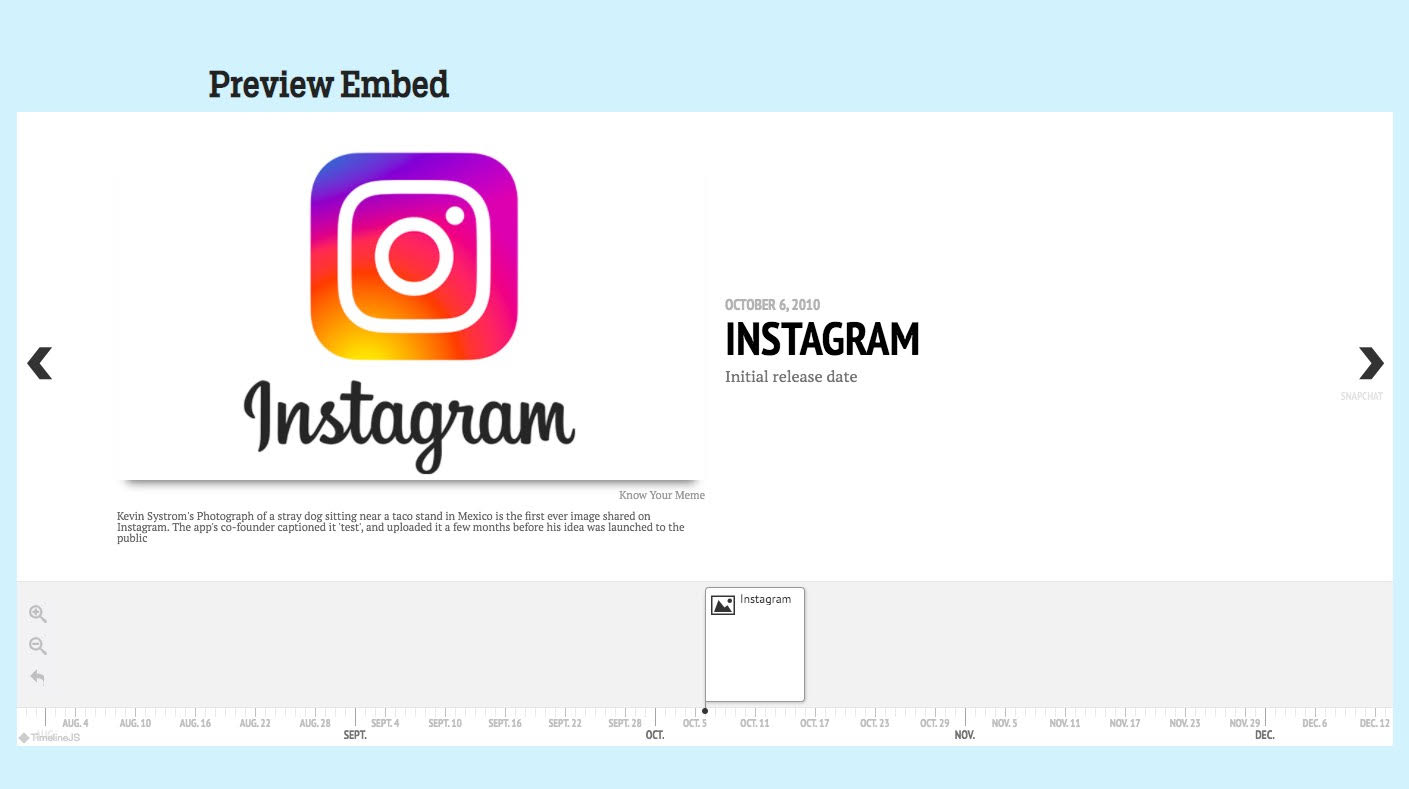 Preview Embed
Instagram
OCTOBER 6, 2010
INSTAGRAM
Initial release date
SNAPCHAT
Know Your Meme
Kevin Systrom's Photograph of a stray dog sitting near a taco stand in Mexico is the first ever image shared on
Instagram. The app's co-founder captioned it 'test', and uploaded it a few months before his idea was launched to the
public
Instagram
AUG. 4 AUG. 10 AUG. 16 AUG. 22 AUG. 28 SEPT. 4 SEPT. 10 SEPT. 16 SEPT. 22 SEPT. 28 OCT. 5 OCT. 11 OCT. 17 OCT. 23 OCT. 29 NOV. 5 NOV. 11 NOV. 17 NOV. 23 NOV. 29 DEC. 6 DEC. 12
TimelineJS SEPT. OCT. NOV. DEC.